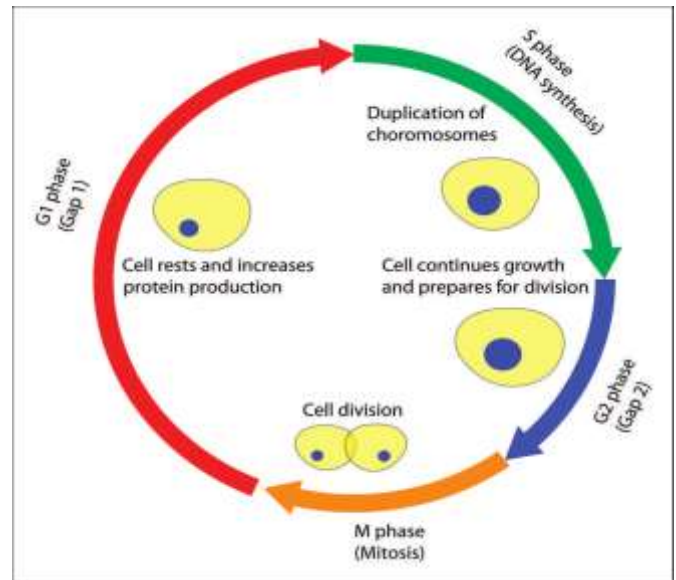 S phase
(DNA synthesis)
Duplication of
choromosomes
G1 phase
(Gap 1)
Cell rests and increases
protein production
Cell continues growth
and prepares for division
G2 phase
(Gap 2)
Cell division
M phase
(Mitosis)